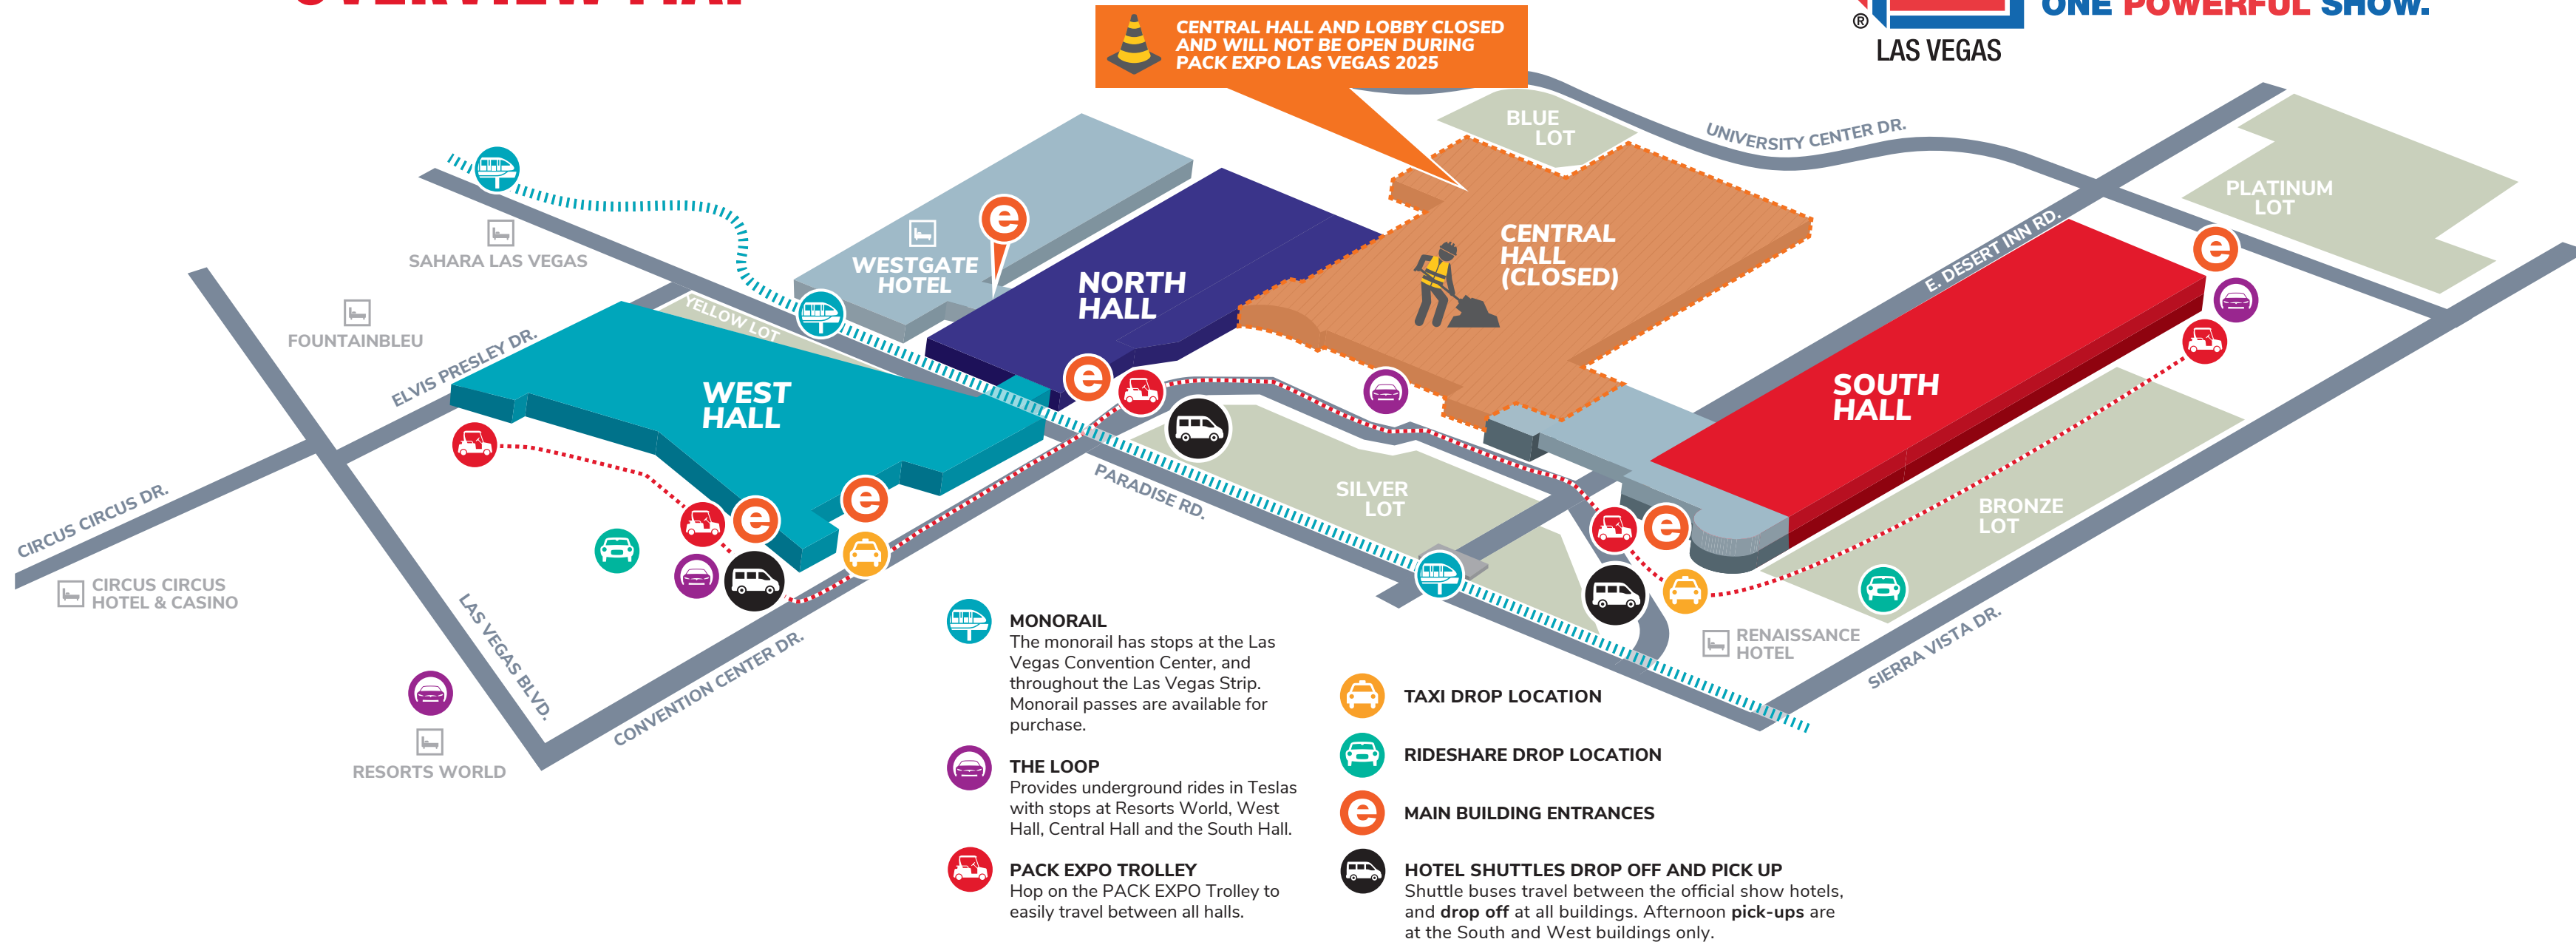 OVERVIEW MAP
ONE POWERFUL SHOW.
®
LAS VEGAS
CENTRAL HALL AND LOBBY CLOSED
AND WILL NOT BE OPEN DURING
PACK EXPO LAS VEGAS 2025
BLUE
LOT
UNIVERSITY CENTER DR.
PLATINUM
LOT
SAHARA LAS VEGAS
WESTGATE
HOTEL
e
NORTH
HALL
CENTRAL
HALL
(CLOSED)
E. DESERT INN RD.
e
FOUNTAINBLEU
YELLOW LOT
ELVIS PRESLEY DR.
WEST
HALL
e
SOUTH
HALL
CIRCUS CIRCUS DR.
e
e
PARADISE RD.
SILVER
LOT
e
BRONZE
LOT
CIRCUS CIRCUS
HOTEL & CASINO
LAS VEGAS BLVD.
CONVENTION CENTER DR.
RENAISSANCE
HOTEL
SIERRA VISTA DR.
RESORTS WORLD
MONORAIL
The monorail has stops at the Las
Vegas Convention Center, and
throughout the Las Vegas Strip.
Monorail passes are available for
purchase.
THE LOOP
Provides underground rides in Teslas
with stops at Resorts World, West
Hall, Central Hall and the South Hall.
PACK EXPO TROLLEY
Hop on the PACK EXPO Trolley to
easily travel between all halls.
TAXI DROP LOCATION
RIDESHARE DROP LOCATION
e
MAIN BUILDING ENTRANCES
HOTEL SHUTTLES DROP OFF AND PICK UP
Shuttle buses travel between the official show hotels,
and drop off at all buildings. Afternoon pick-ups are
at the South and West buildings only.